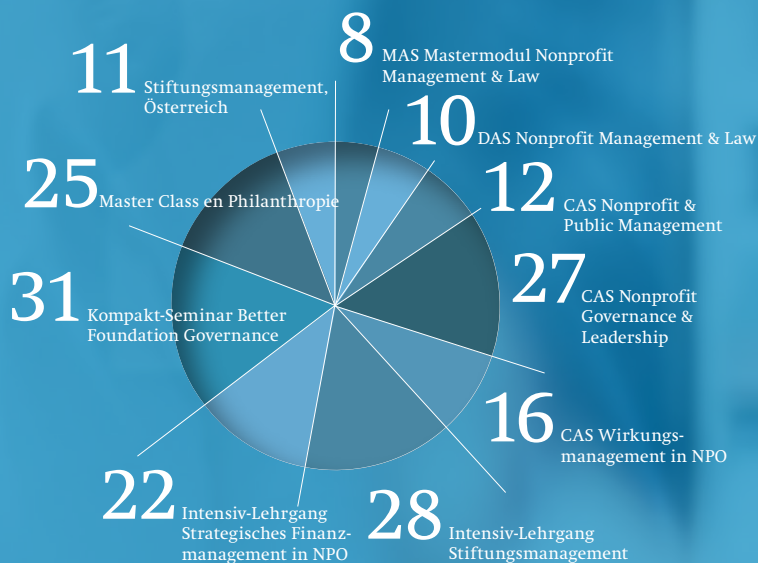 8 MAS Mastermodul Nonprofit
Management & Law
10 DAS Nonprofit Management & Law
12 CAS Nonprofit &
Public Management
27 CAS Nonprofit
Governance &
Leadership
16 CAS Wirkungs-
management in NPO
28 Intensiv-Lehrgang
Stiftungsmanagement
22 Intensiv-Lehrgang
Strategisches Finanz-
management in NPO
31 Kompakt-Seminar Better
Foundation Governance
25 Master Class en Philanthropie
11 Stiftungsmanagement,
Österreich